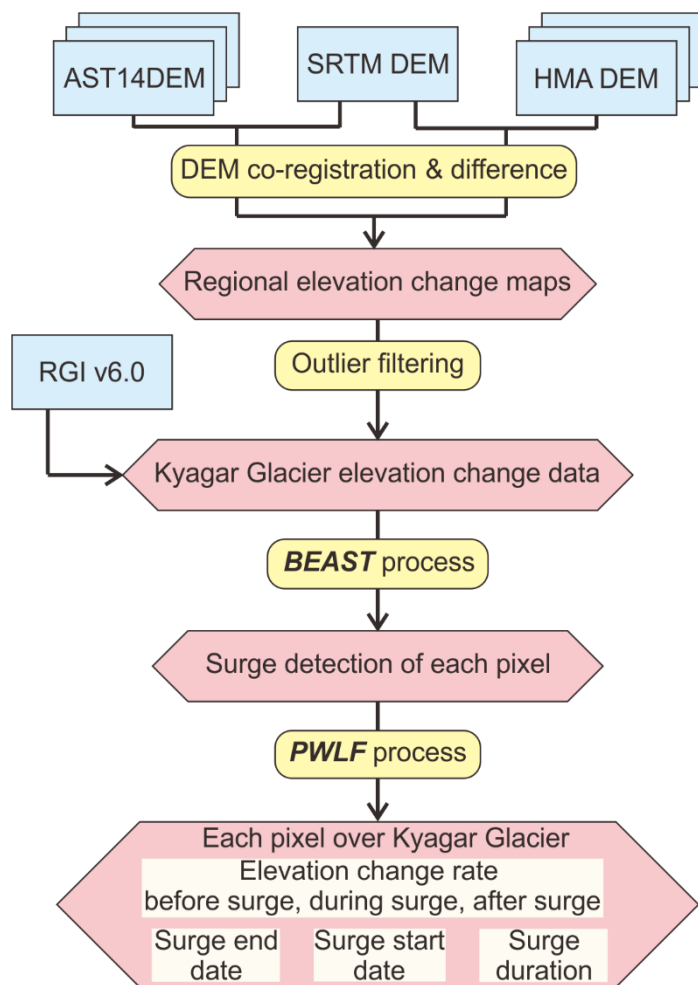 AST14DEM
SRTM DEM
HMA DEM
DEM co-registration & difference
Regional elevation change maps
RGI v6.0
Outlier filtering
Kyagar Glacier elevation change data
BEAST process
Surge detection of each pixel
PWLF process
Each pixel over Kyagar Glacier
Elevation change rate
before surge, during surge, after surge
Surge end
date
Surge start
date
Surge
duration